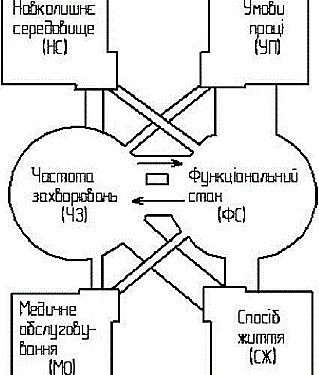 Навколишнє
середовище
(НС)
Умови
праці
(УП)
Частота
захворювань
(ЧЗ)
Функціональний
стан
(ФС)
Медичне
обслугову-
вання
(МО)
Спосіб
життя
(СЖ)